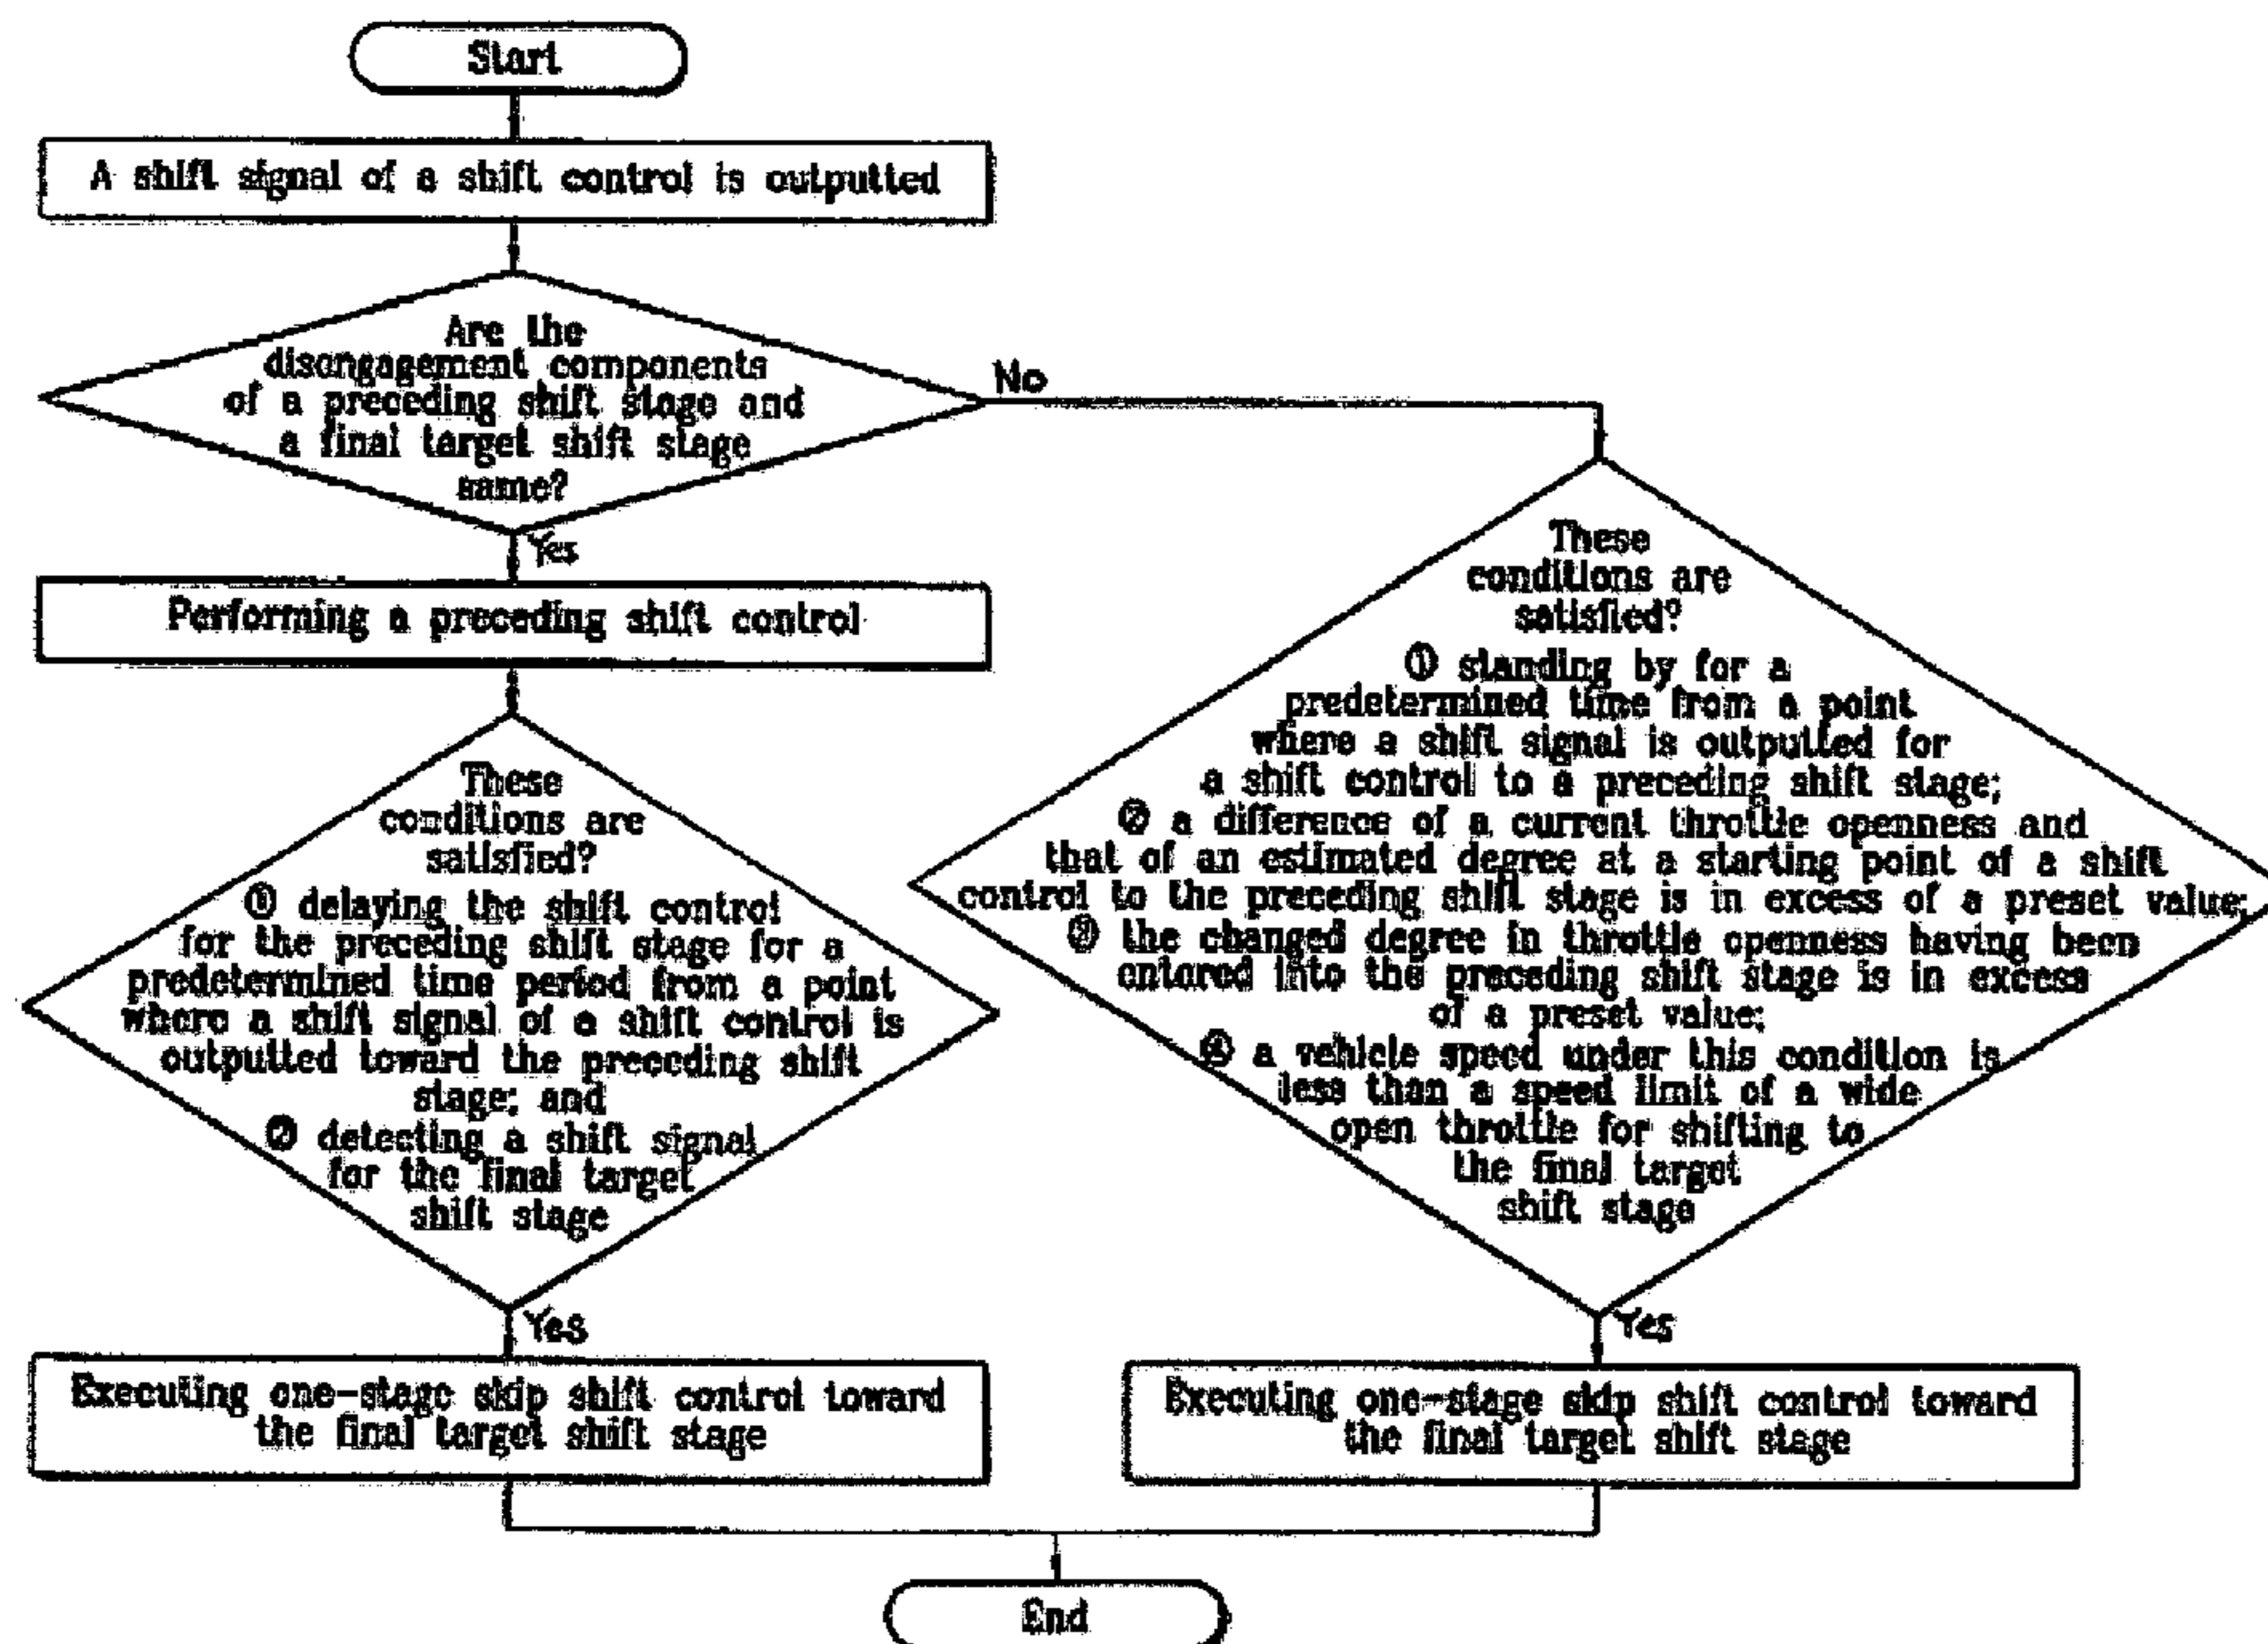 Start
A shift signal of a shift control is outputted
Are the
disengagement components
of a preceding shift stage and
a final target shift stage
same?
No
Yes
Performing a preceding shift control
These
conditions are
satisfied?
① delaying the shift control
for the preceding shift stage for a
predetermined time period from a point
where a shift signal of a shift control is
outputted toward the preceding shift
stage; and
② detecting a shift signal
for the final target
shift stage
Yes
Executing one-stage skip shift control toward
the final target shift stage
These
conditions are
satisfied?
① standing by for a
predetermined time from a point
where a shift signal is outputted for
a shift control to a preceding shift stage;
② a difference of a current throttle openness and
that of an estimated degree at a starting point of a shift
control to the preceding shift stage is in excess of a preset value;
③ the changed degree in throttle openness having been
entered into the preceding shift stage is in excess
of a preset value;
④ a vehicle speed under this condition is
less than a speed limit of a wide
open throttle for shifting to
the final target
shift stage
Yes
Executing one-stage skip shift control toward
the final target shift stage
End